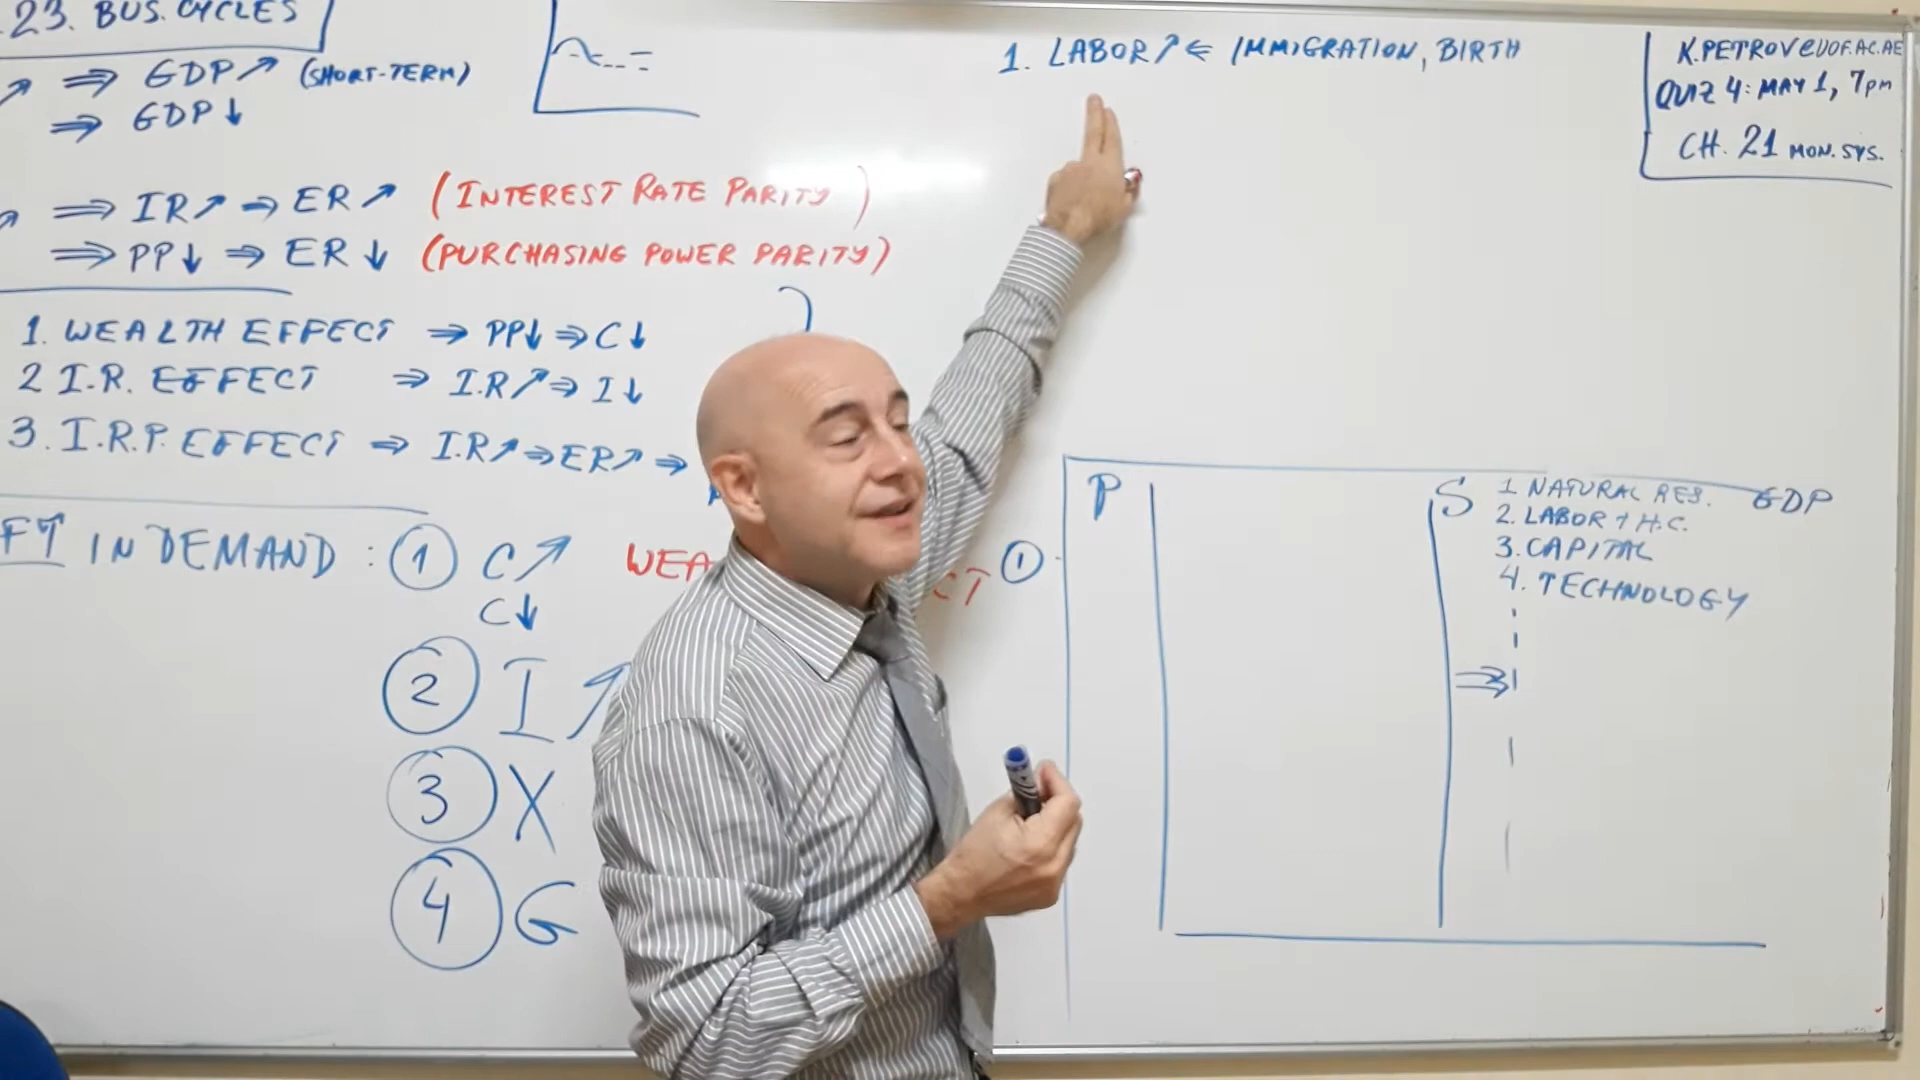 .23. BUS. CYCLES
↗ ⇒ GDP↗ (SHORT-TERM)
⇒ GDP↓
⇒ IR↗ ⇒ ER↗ (INTEREST RATE PARITY)
⇒ PP↓ ⇒ ER↓ (PURCHASING POWER PARITY)
1. WEALTH EFFECT ⇒ PP↓ ⇒ C↓
2 I.R. EFFECT ⇒ I.R↗ ⇒ I↓
3. I.R.P. EFFECT ⇒ I.R↗ ⇒ ER↗ ⇒
FT IN DEMAND : ① C↗ WEA CT
C↓
② I↗
③ X
④ G
1. LABOR↗ ⇐ IMMIGRATION, BIRTH
K.PETROV@UOF.AC.AE
QUIZ 4: MAY 1, 7pm
CH. 21 MON. SYS.
①
P
S
1 NATURAL RES. GDP
2. LABOR + H.C.
3. CAPITAL
4. TECHNOLOGY